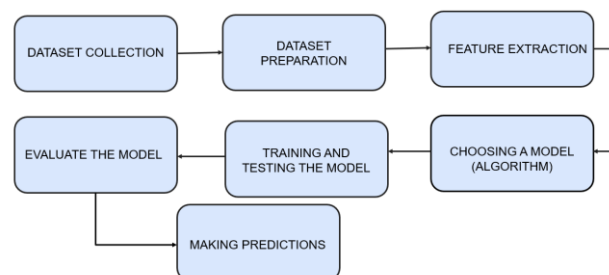 DATASET COLLECTION
DATASET
PREPARATION
FEATURE EXTRACTION
CHOOSING A MODEL
(ALGORITHM)
TRAINING AND
TESTING THE MODEL
EVALUATE THE MODEL
MAKING PREDICTIONS